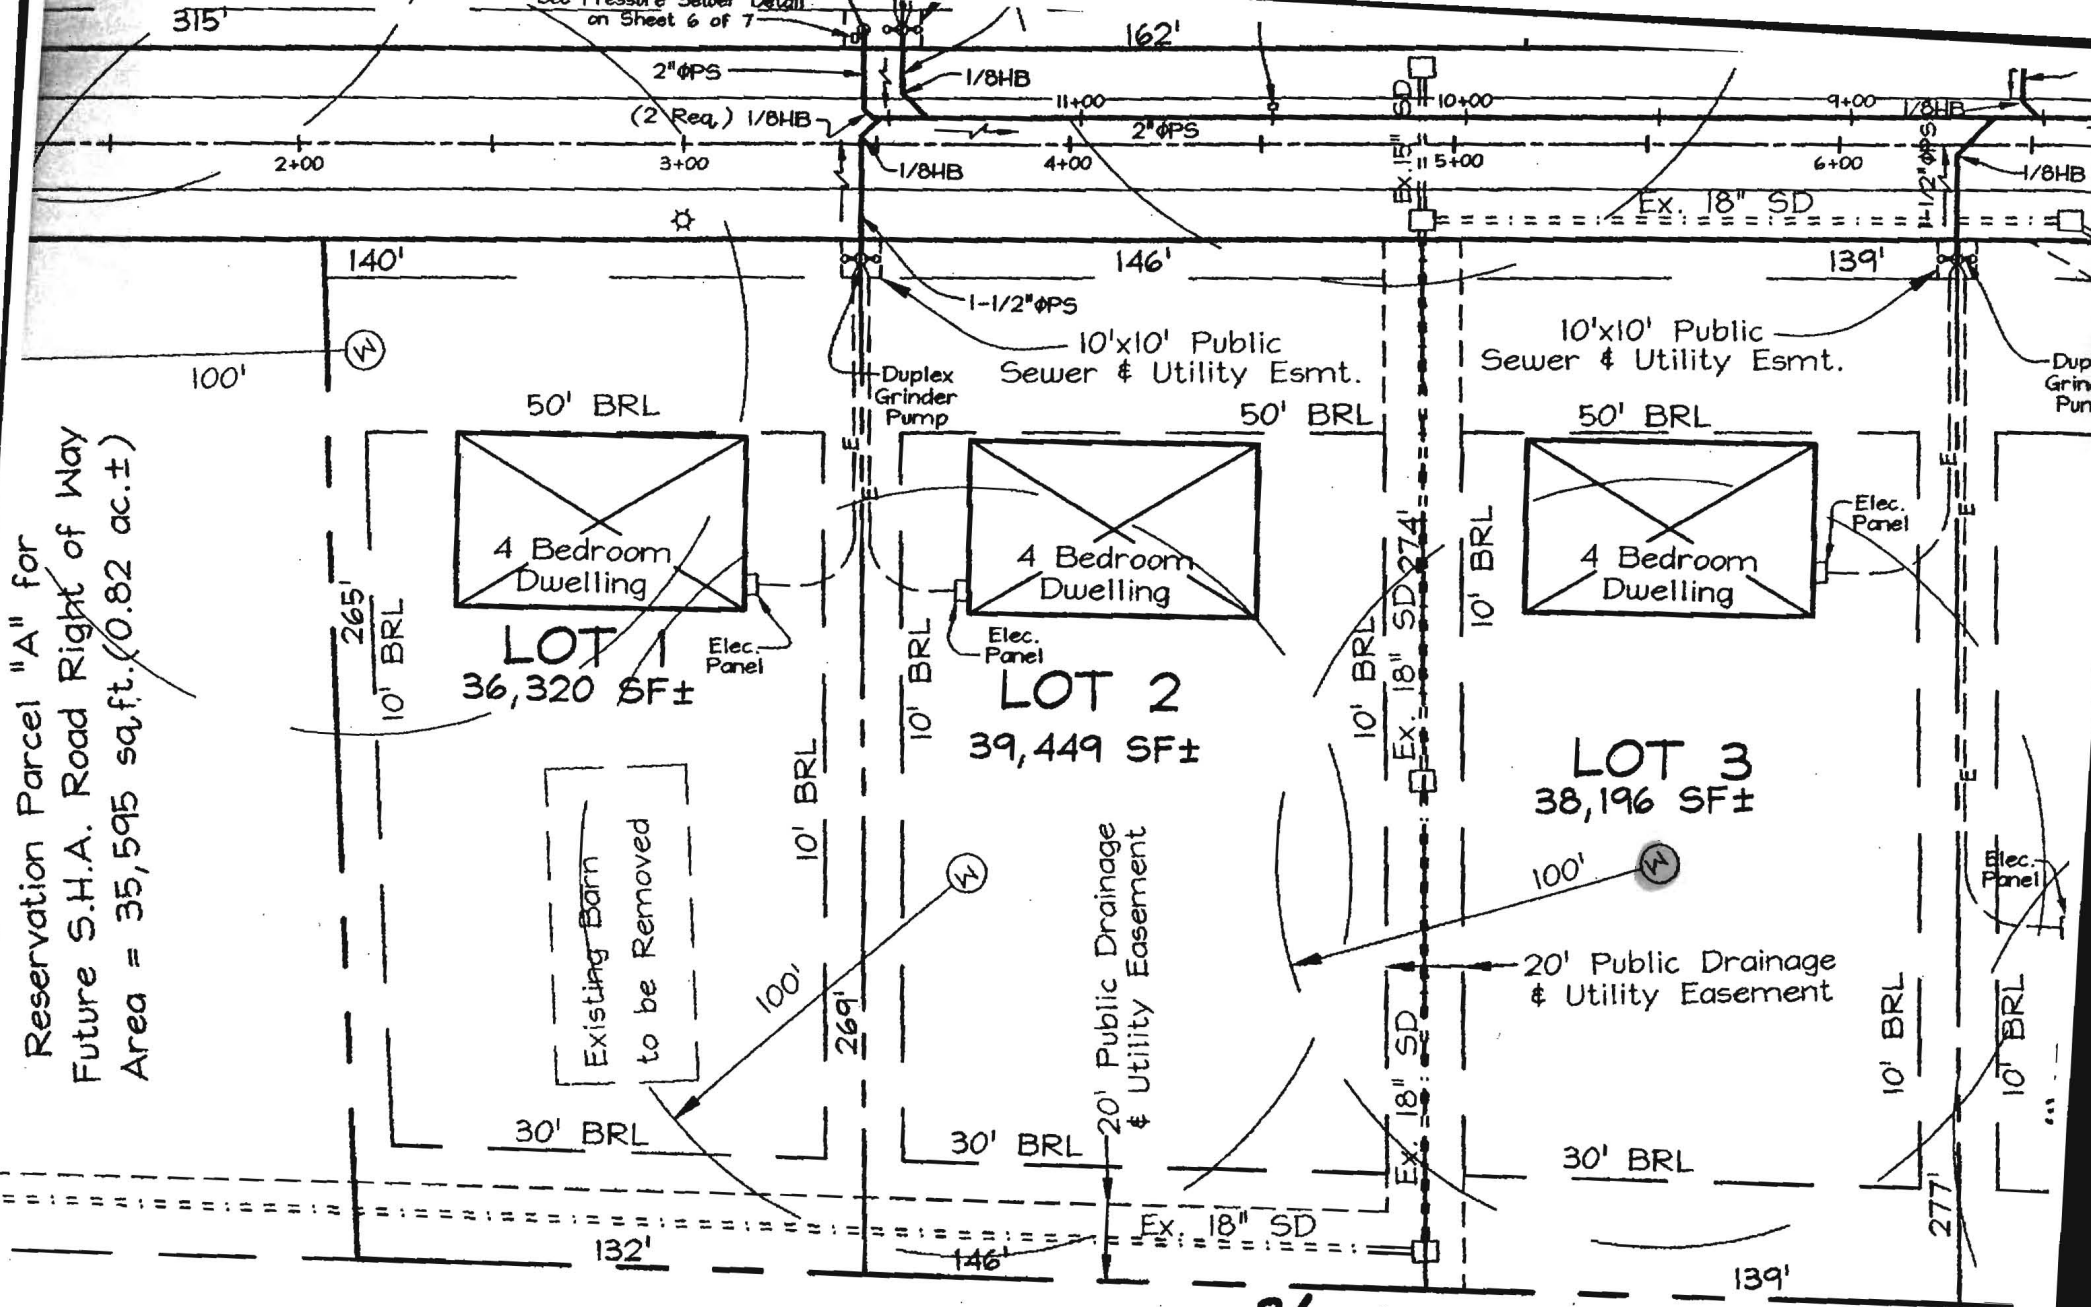 315'
See Pressure Sewer Detail
on Sheet 6 of 7
162'
2"ΦPS
1/8HB
(2 Req.) 1/8HB
11+00
Ex. 15" SD
10+00
9+00
1/8HB
2"ΦPS
2+00
3+00
1/8HB
4+00
5+00
6+00
1-1/2"ΦPS
1/8HB
Ex. 18" SD
140'
146'
139'
1-1/2"ΦPS
10'x10' Public
Sewer & Utility Esmt.
10'x10' Public
Sewer & Utility Esmt.
W
100'
Duplex
Grinder
Pump
Dup
Grin
Pum
50' BRL
50' BRL
50' BRL
E
E
E
E
Elec.
Panel
4 Bedroom
Dwelling
4 Bedroom
Dwelling
4 Bedroom
Dwelling
Reservation Parcel "A" for
Future S.H.A. Road Right of Way
Area = 35,595 sq.ft.(0.82 ac.±)
265'
10' BRL
LOT 1
36,320 SF±
Elec.
Panel
10' BRL
Elec.
Panel
LOT 2
39,449 SF±
10' BRL
Ex. 18" SD 274'
10' BRL
LOT 3
38,196 SF±
E
10' BRL
Existing Barn
to be Removed
W
100'
269'
20' Public Drainage
& Utility Easement
100'
W
Elec.
Panel
20' Public Drainage
& Utility Easement
10' BRL
10' BRL
Ex. 18" SD
30' BRL
30' BRL
30' BRL
277'
Ex. 18" SD
132'
146'
139'